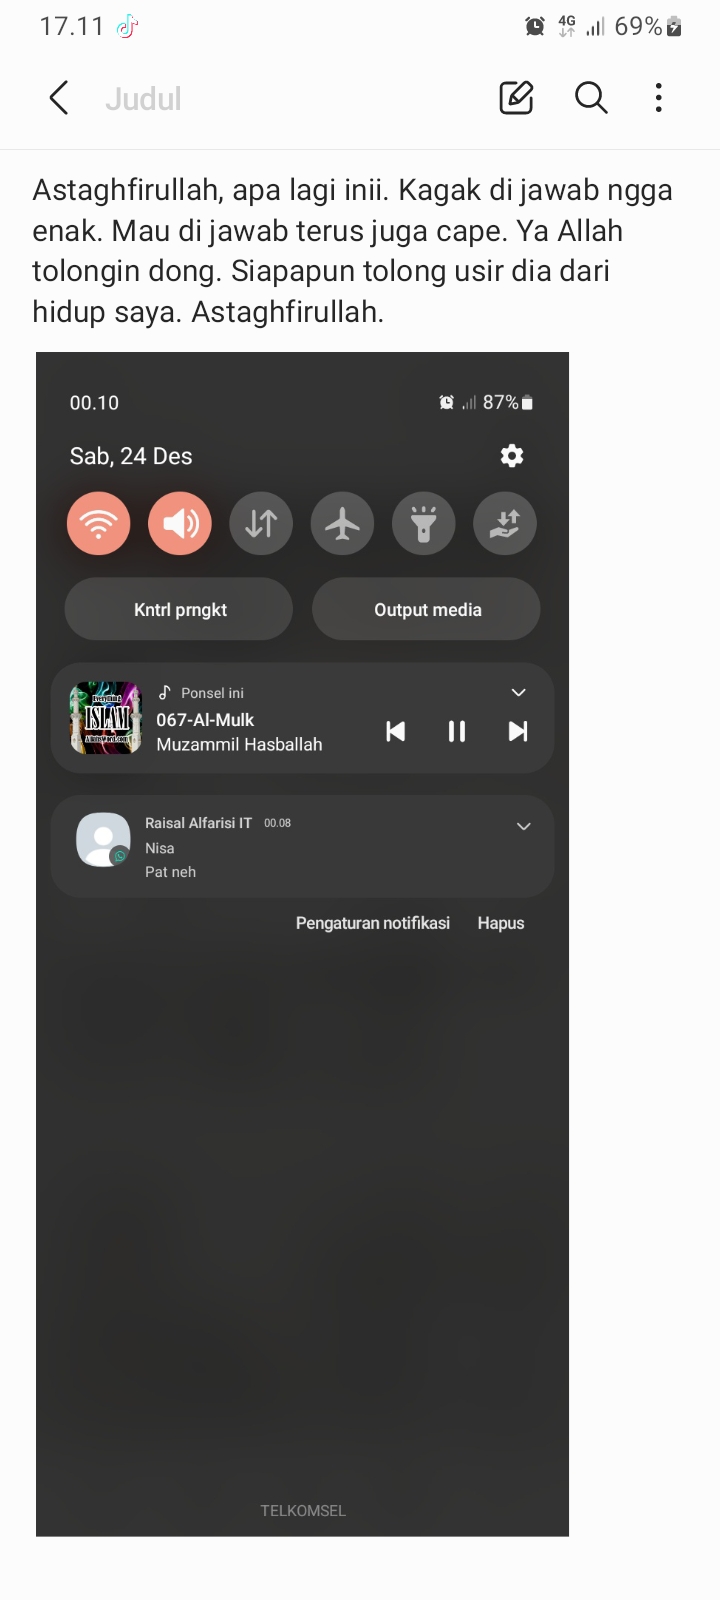 17.11
4G
69%
Judul
Astaghfirullah, apa lagi inii. Kagak di jawab ngga
enak. Mau di jawab terus juga cape. Ya Allah
tolongin dong. Siapapun tolong usir dia dari
hidup saya. Astaghfirullah.
00.10
87%
Sab, 24 Des
Kntrl prngkt
Output media
Ponsel ini
067-Al-Mulk
Muzammil Hasballah
ISLAM
Raisal Alfarisi IT 00.08
Nisa
Pat neh
Pengaturan notifikasi Hapus
TELKOMSEL